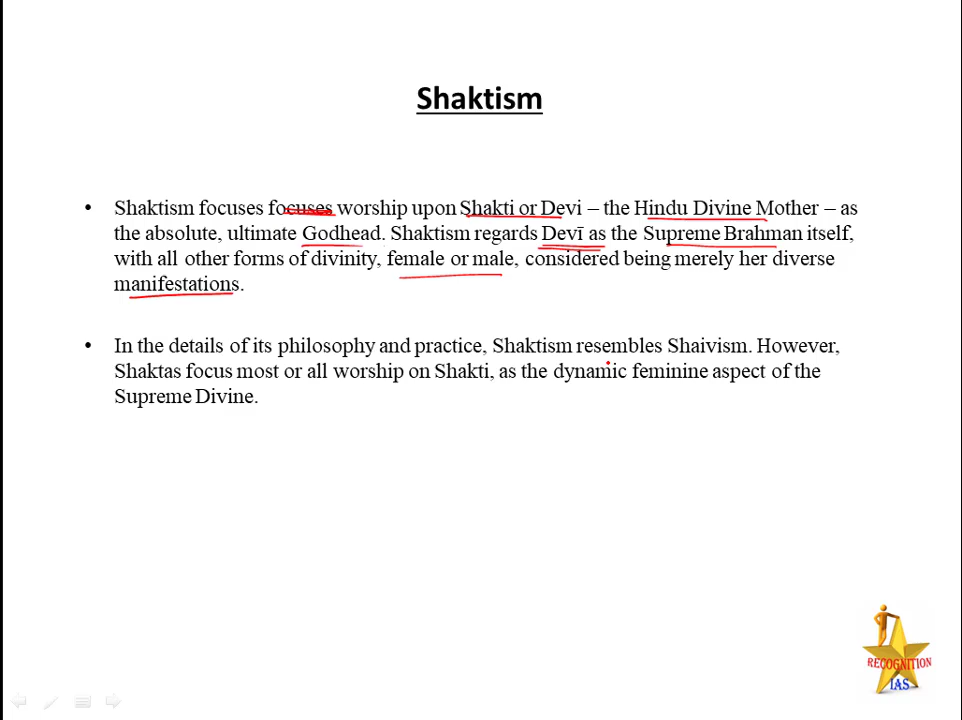 Shaktism
• Shaktism focuses focuses worship upon Shakti or Devi – the Hindu Divine Mother – as
the absolute, ultimate Godhead. Shaktism regards Devī as the Supreme Brahman itself,
with all other forms of divinity, female or male, considered being merely her diverse
manifestations.
• In the details of its philosophy and practice, Shaktism resembles Shaivism. However,
Shaktas focus most or all worship on Shakti, as the dynamic feminine aspect of the
Supreme Divine.
RECOGNITION
IAS